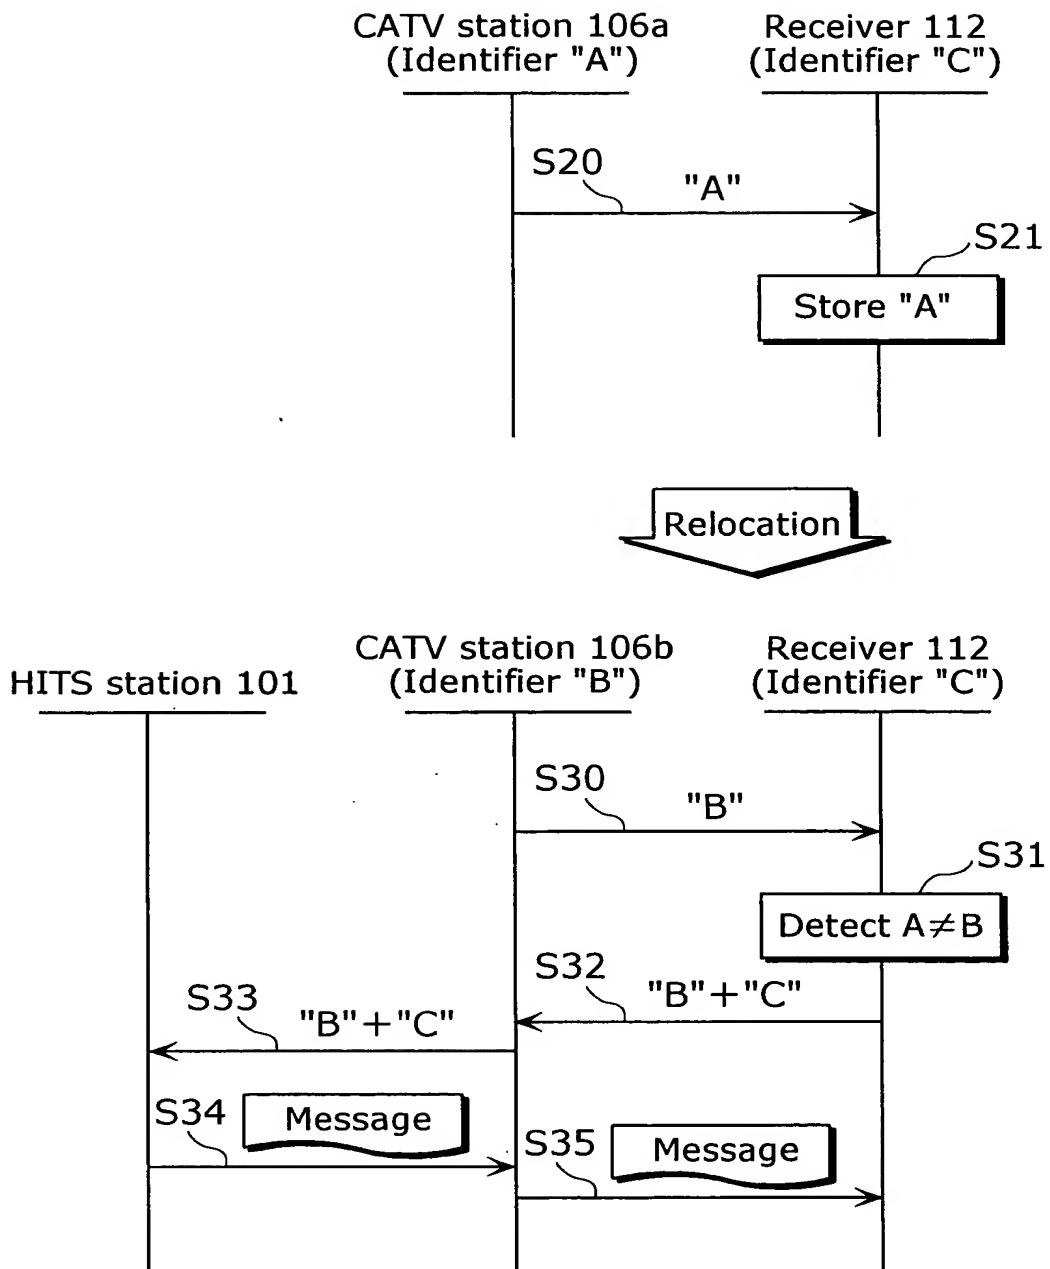 CATV station 106a
(Identifier "A")
Receiver 112
(Identifier "C")
S20
"A"
S21
Store "A"
Relocation
HITS station 101
CATV station 106b
(Identifier "B")
Receiver 112
(Identifier "C")
S30
"B"
S31
Detect A≠B
S32
"B"+"C"
S33
"B"+"C"
S34
Message
S35
Message